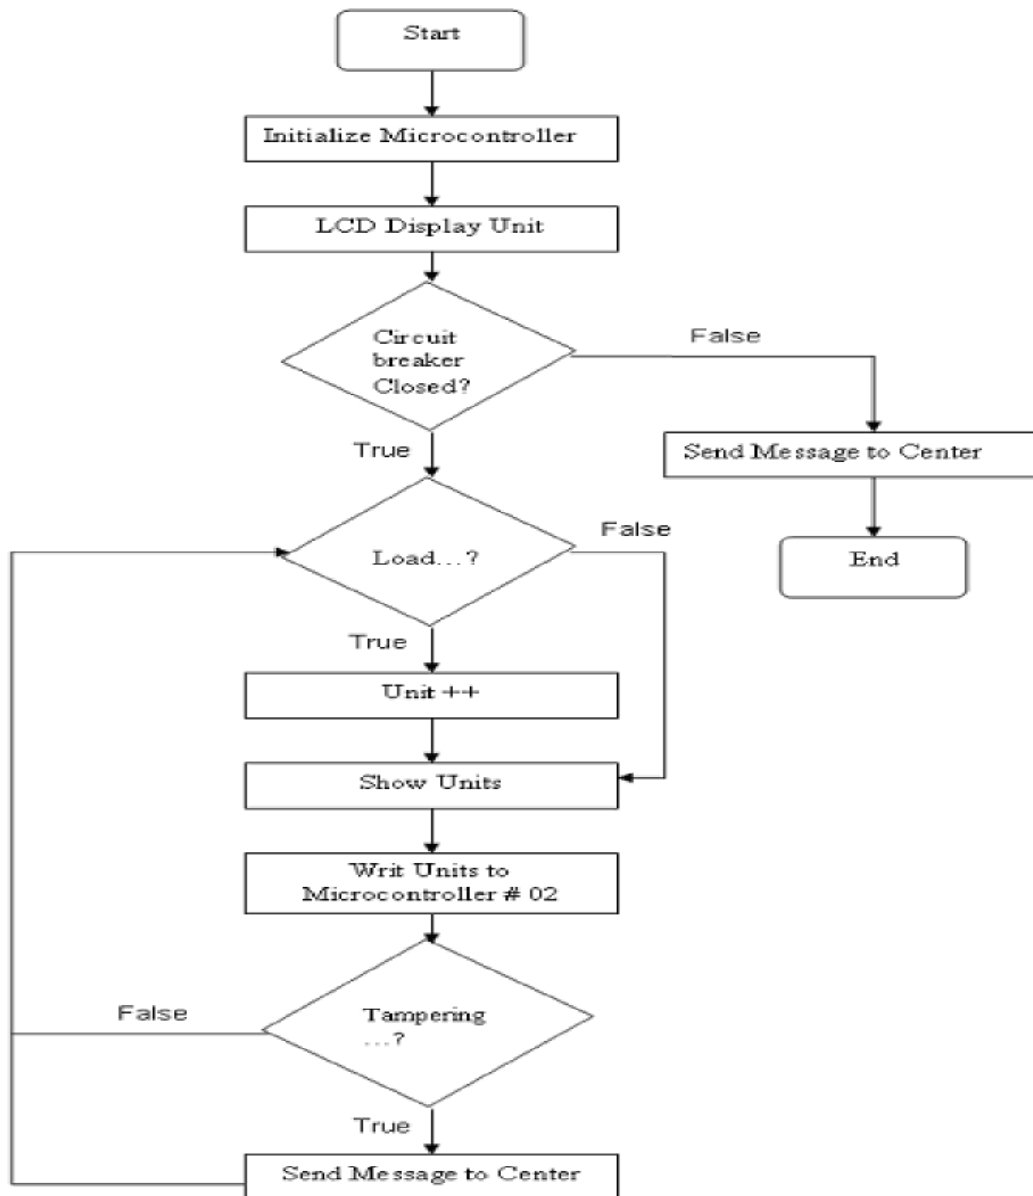 Start
Initialize Microcontroller
LCD Display Unit
Circuit
breaker
Closed?
False
True
Send Message to Center
End
Load...?
False
True
Unit ++
Show Units
Writ Units to
Microcontroller # 02
Tampering
...?
False
True
Send Message to Center